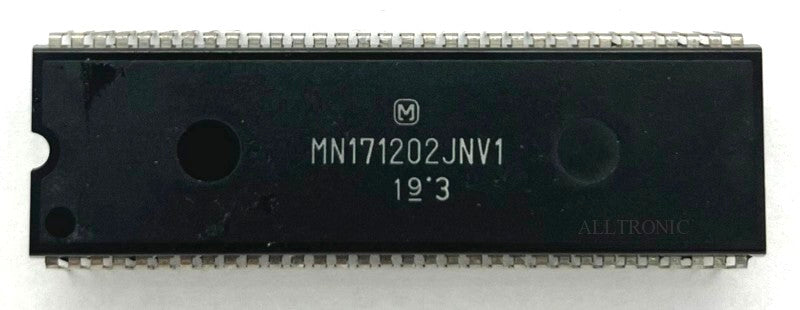 M
MN171202JNV1
19·3
ALLTRONIC